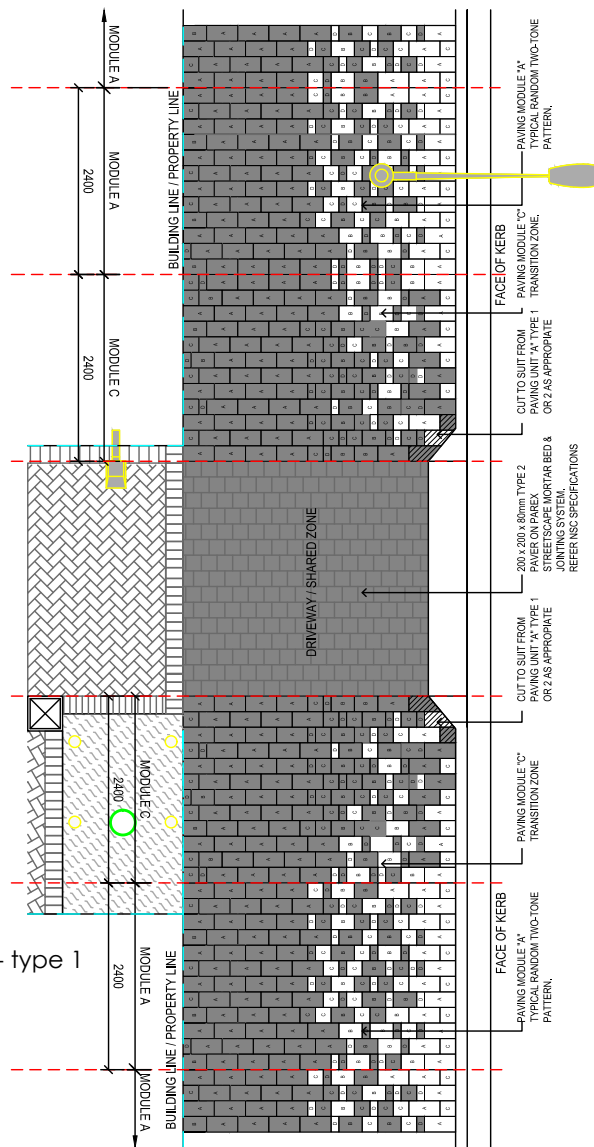 MODULE A
MODULE A
2400
BUILDING LINE / PROPERTY LINE
PAVING MODULE "A"
TYPICAL RANDOM TWO-TONE
PATTERN.
FACE OF KERB
PAVING MODULE "C"
TRANSITION ZONE.
MODULE C
2400
CUT TO SUIT FROM
PAVING UNIT "A" TYPE 1
OR 2 AS APPROPIATE
DRIVEWAY / SHARED ZONE
200 x 200 x 80mm TYPE 2
PAVER ON PAREX
STREETSCAPE MORTAR BED &
JOINTING SYSTEM.
REFER NSC SPECIFICATIONS
CUT TO SUIT FROM
PAVING UNIT "A" TYPE 1
OR 2 AS APPROPIATE
MODULE C
2400
PAVING MODULE "C"
TRANSITION ZONE
FACE OF KERB
- type 1
MODULE A
2400
BUILDING LINE / PROPERTY LINE
PAVING MODULE "A"
TYPICAL RANDOM TWO-TONE
PATTERN.
MODULE A